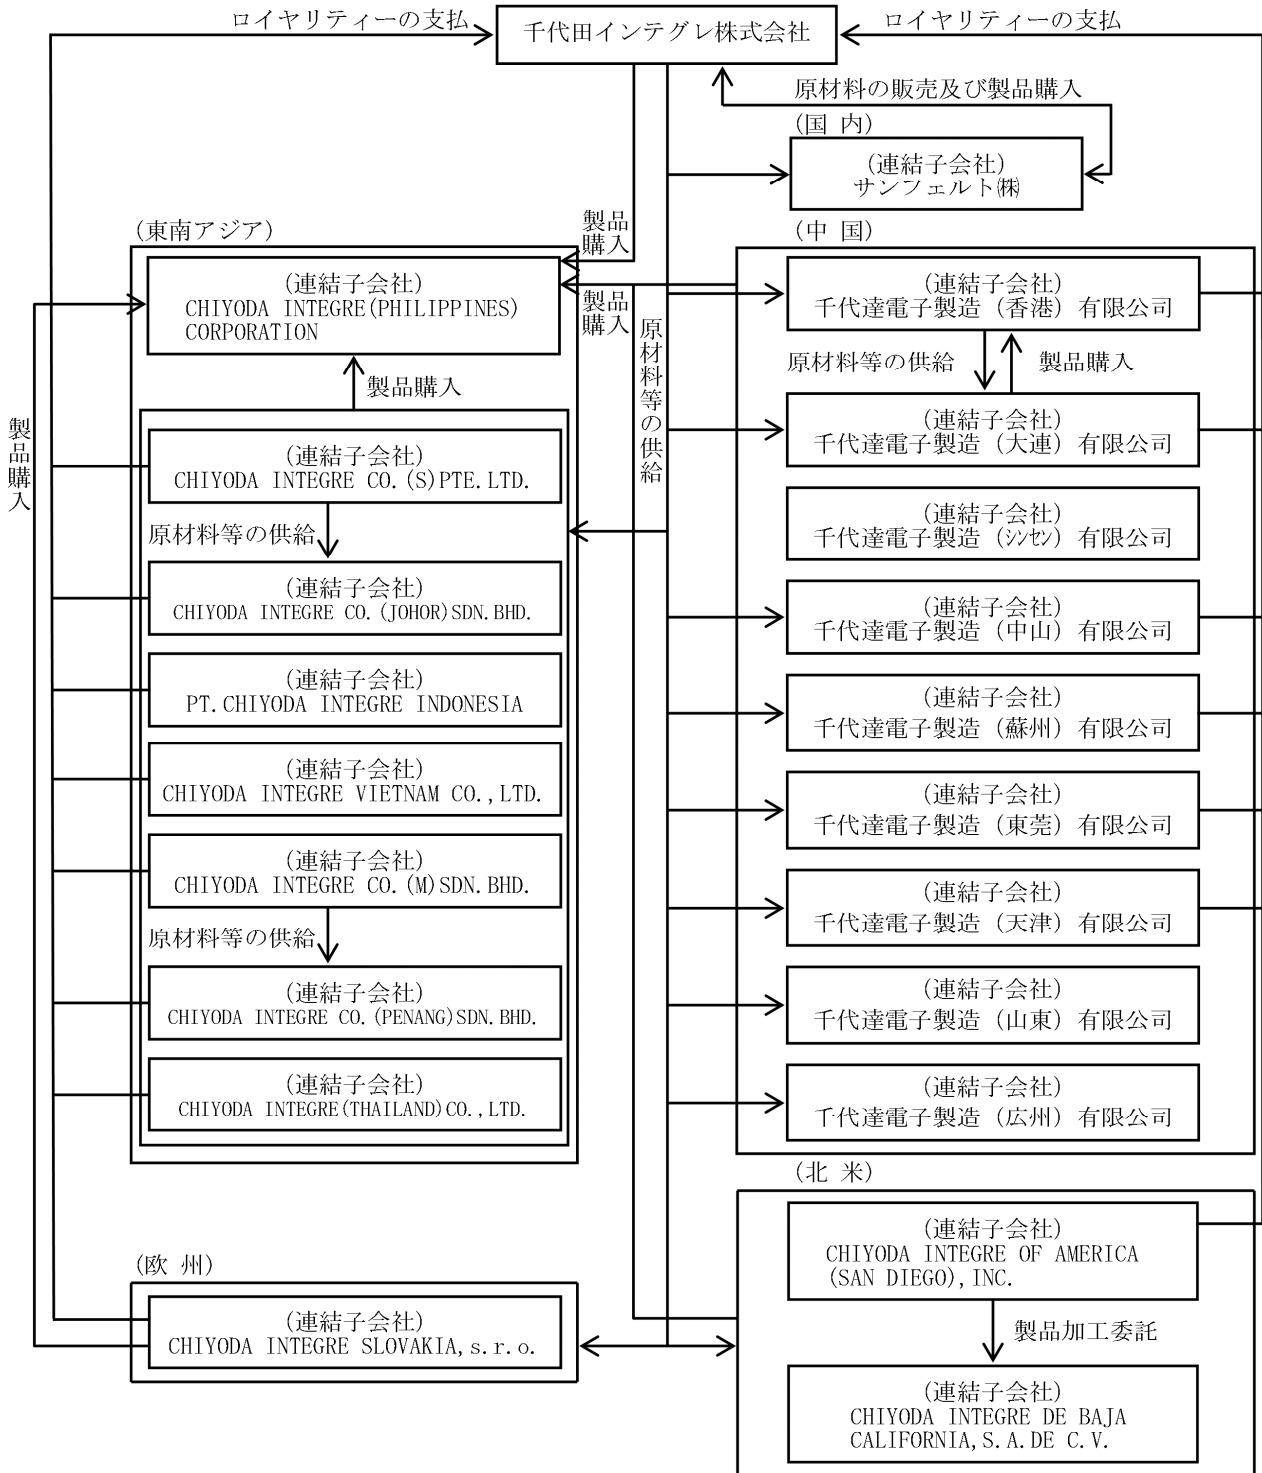 ロイヤリティーの支払
千代田インテグレ株式会社
ロイヤリティーの支払
原材料の販売及び製品購入
(国 内)
(連結子会社)
サンフェルト㈱
(東南アジア)
製品
購入
(中 国)
(連結子会社)
CHIYODA INTEGRE(PHILIPPINES)
CORPORATION
製品
購入
原材料等の供給
(連結子会社)
千代達電子製造（香港）有限公司
原材料等の供給
製品購入
製品購入
製品購入
(連結子会社)
千代達電子製造（大連）有限公司
(連結子会社)
CHIYODA INTEGRE CO.(S)PTE.LTD.
原材料等の供給
(連結子会社)
千代達電子製造（ｼﾝｾﾝ）有限公司
(連結子会社)
CHIYODA INTEGRE CO.(JOHOR)SDN.BHD.
(連結子会社)
千代達電子製造（中山）有限公司
(連結子会社)
PT.CHIYODA INTEGRE INDONESIA
(連結子会社)
千代達電子製造（蘇州）有限公司
(連結子会社)
CHIYODA INTEGRE VIETNAM CO.,LTD.
(連結子会社)
千代達電子製造（東莞）有限公司
(連結子会社)
CHIYODA INTEGRE CO.(M)SDN.BHD.
原材料等の供給
(連結子会社)
千代達電子製造（天津）有限公司
(連結子会社)
CHIYODA INTEGRE CO.(PENANG)SDN.BHD.
(連結子会社)
千代達電子製造（山東）有限公司
(連結子会社)
CHIYODA INTEGRE(THAILAND)CO.,LTD.
(連結子会社)
千代達電子製造（広州）有限公司
(北 米)
(連結子会社)
CHIYODA INTEGRE OF AMERICA
(SAN DIEGO),INC.
(欧 州)
(連結子会社)
CHIYODA INTEGRE SLOVAKIA,s.r.o.
製品加工委託
(連結子会社)
CHIYODA INTEGRE DE BAJA
CALIFORNIA,S.A.DE C.V.